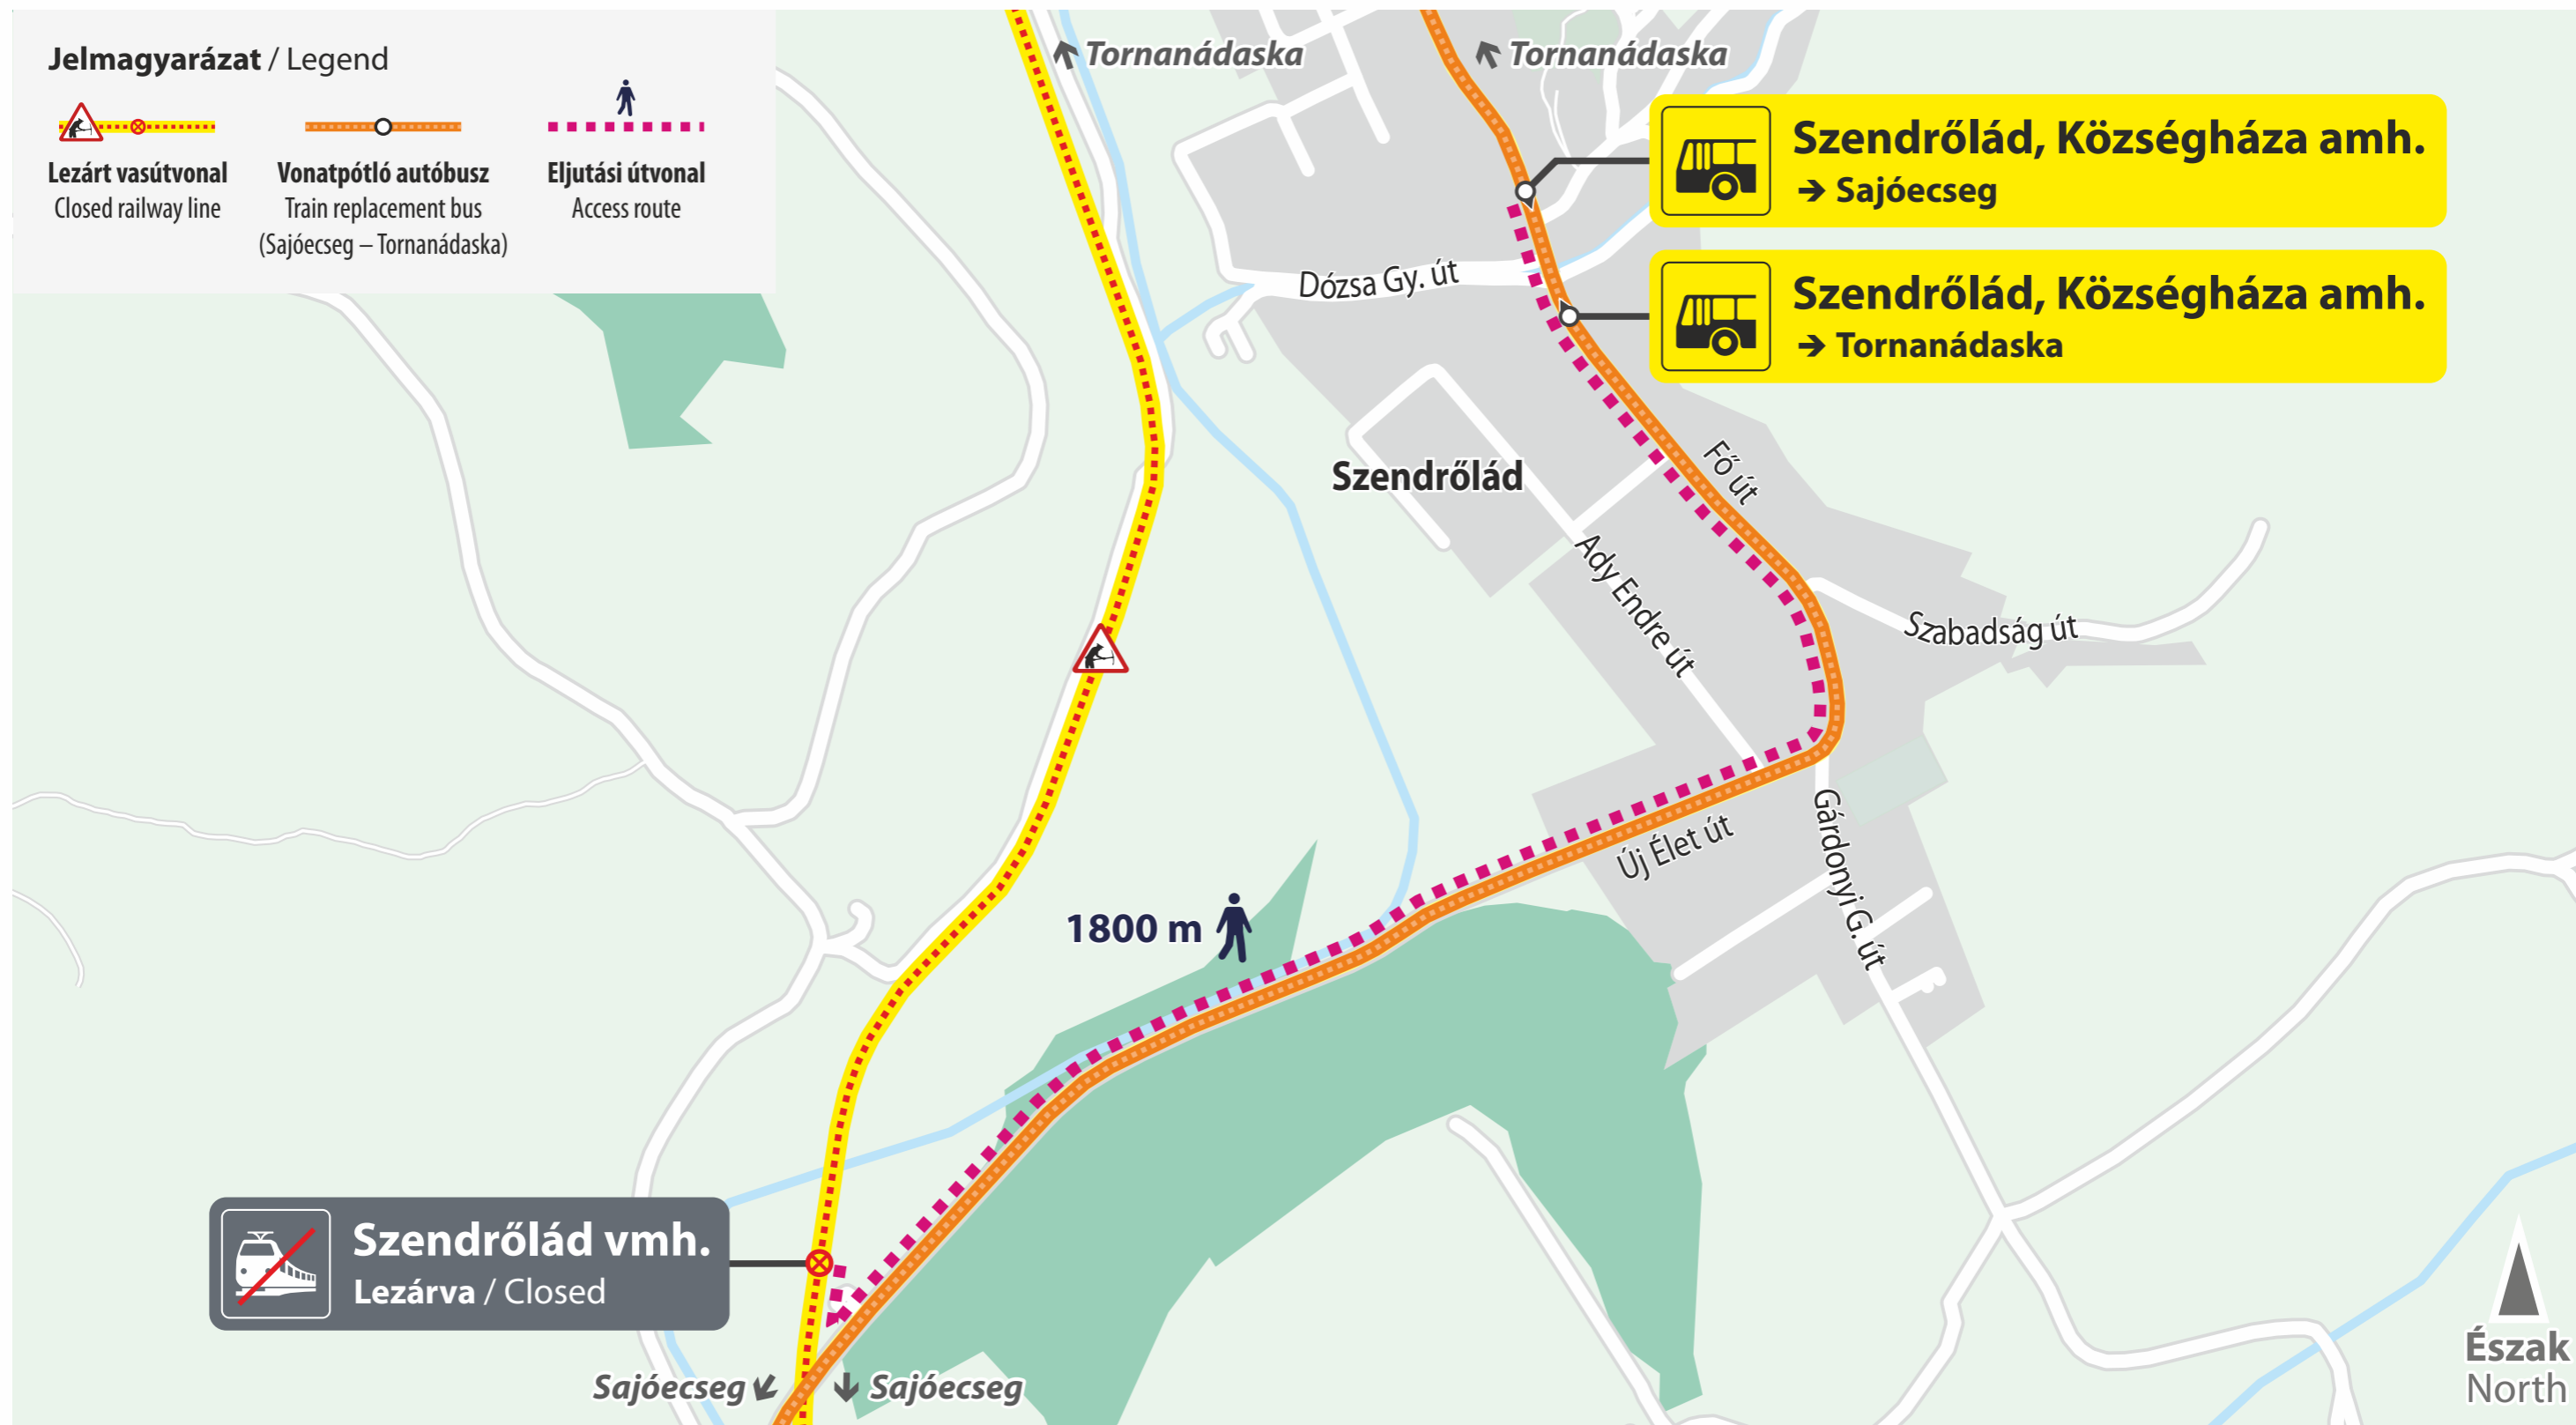 Jelmagyarázat / Legend
Lezárt vasútvonal
Closed railway line
Vonatpótló autóbusz
Train replacement bus
(Sajóecseg – Tornanádaska)
Eljutási útvonal
Access route
Tornanádaska
Tornanádaska
Szendrőlád, Községháza amh.
→ Sajóecseg
Szendrőlád, Községháza amh.
→ Tornanádaska
Dózsa Gy. út
Szendrőlád
Fő út
Ady Endre út
Szabadság út
Új Élet út
Gárdonyi G. út
1800 m
Szendrőlád vmh.
Lezárva / Closed
Sajóecseg
Sajóecseg
Észak
North